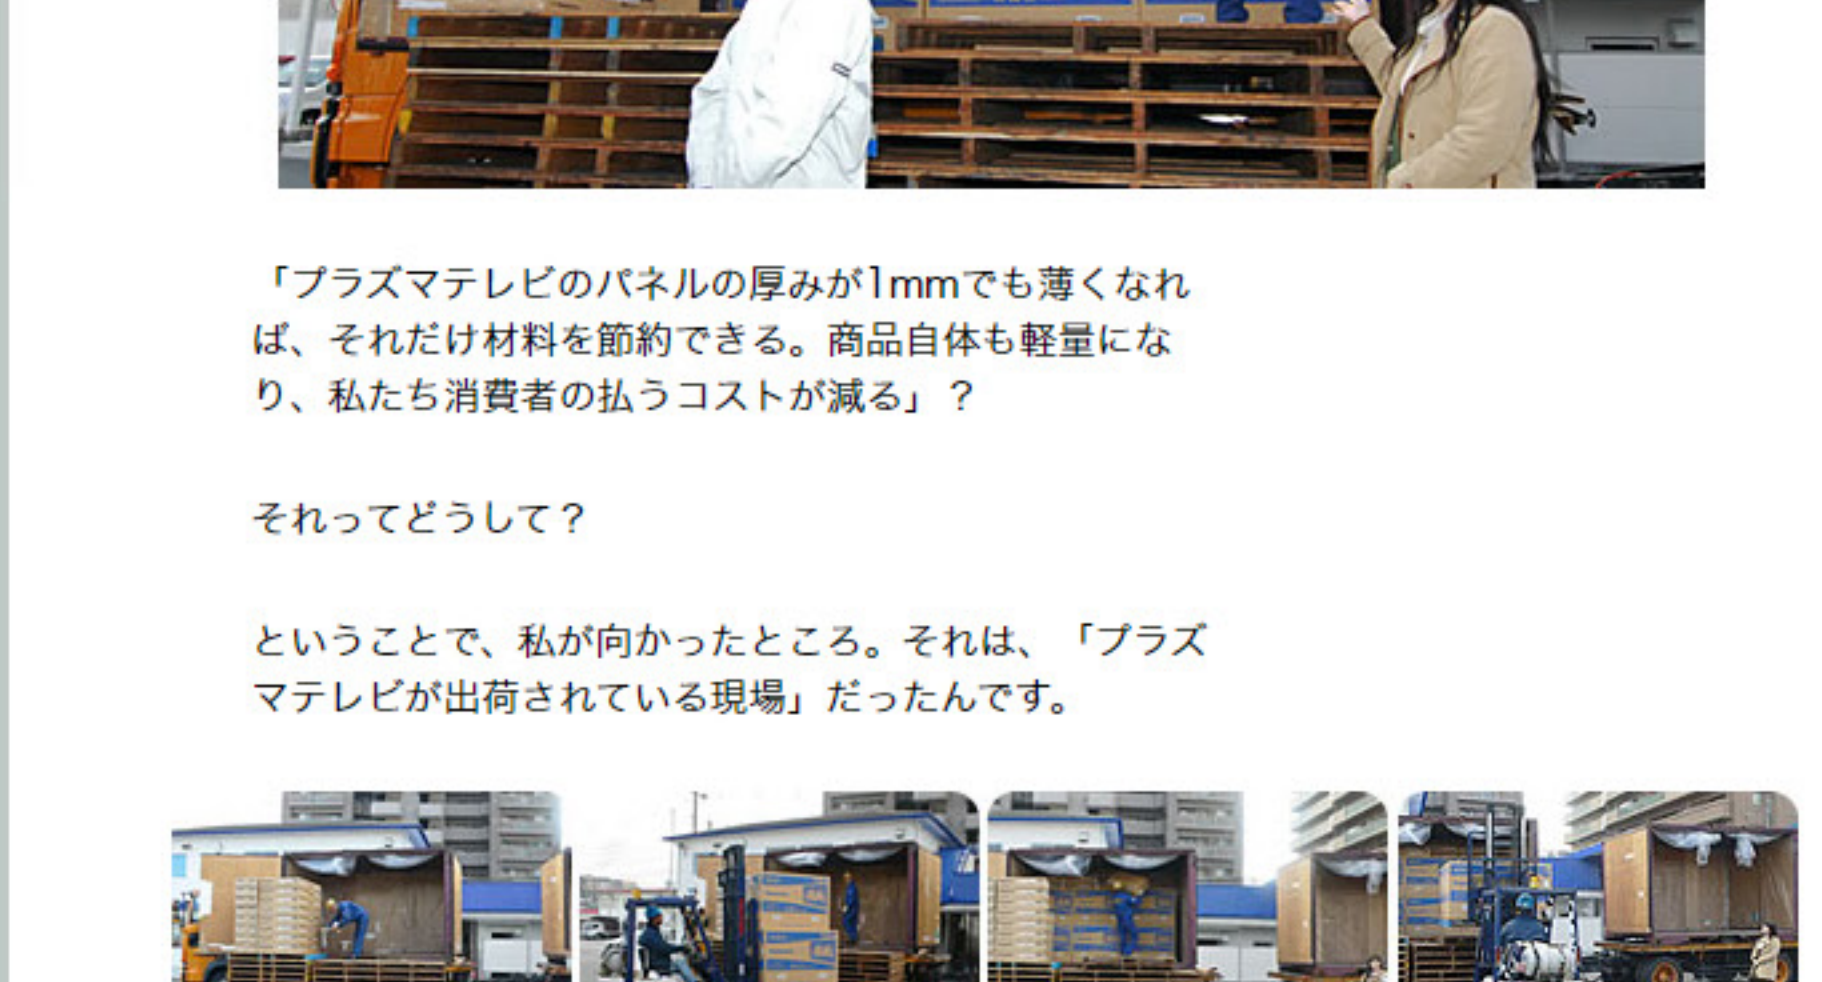 「プラズマテレビのパネルの厚みが1mmでも薄くなれ
ば、それだけ材料を節約できる。商品自体も軽量にな
り、私たち消費者の払うコストが減る」？
それってどうして？
ということで、私が向かったところ。それは、「プラズ
マテレビが出荷されている現場」だったんです。